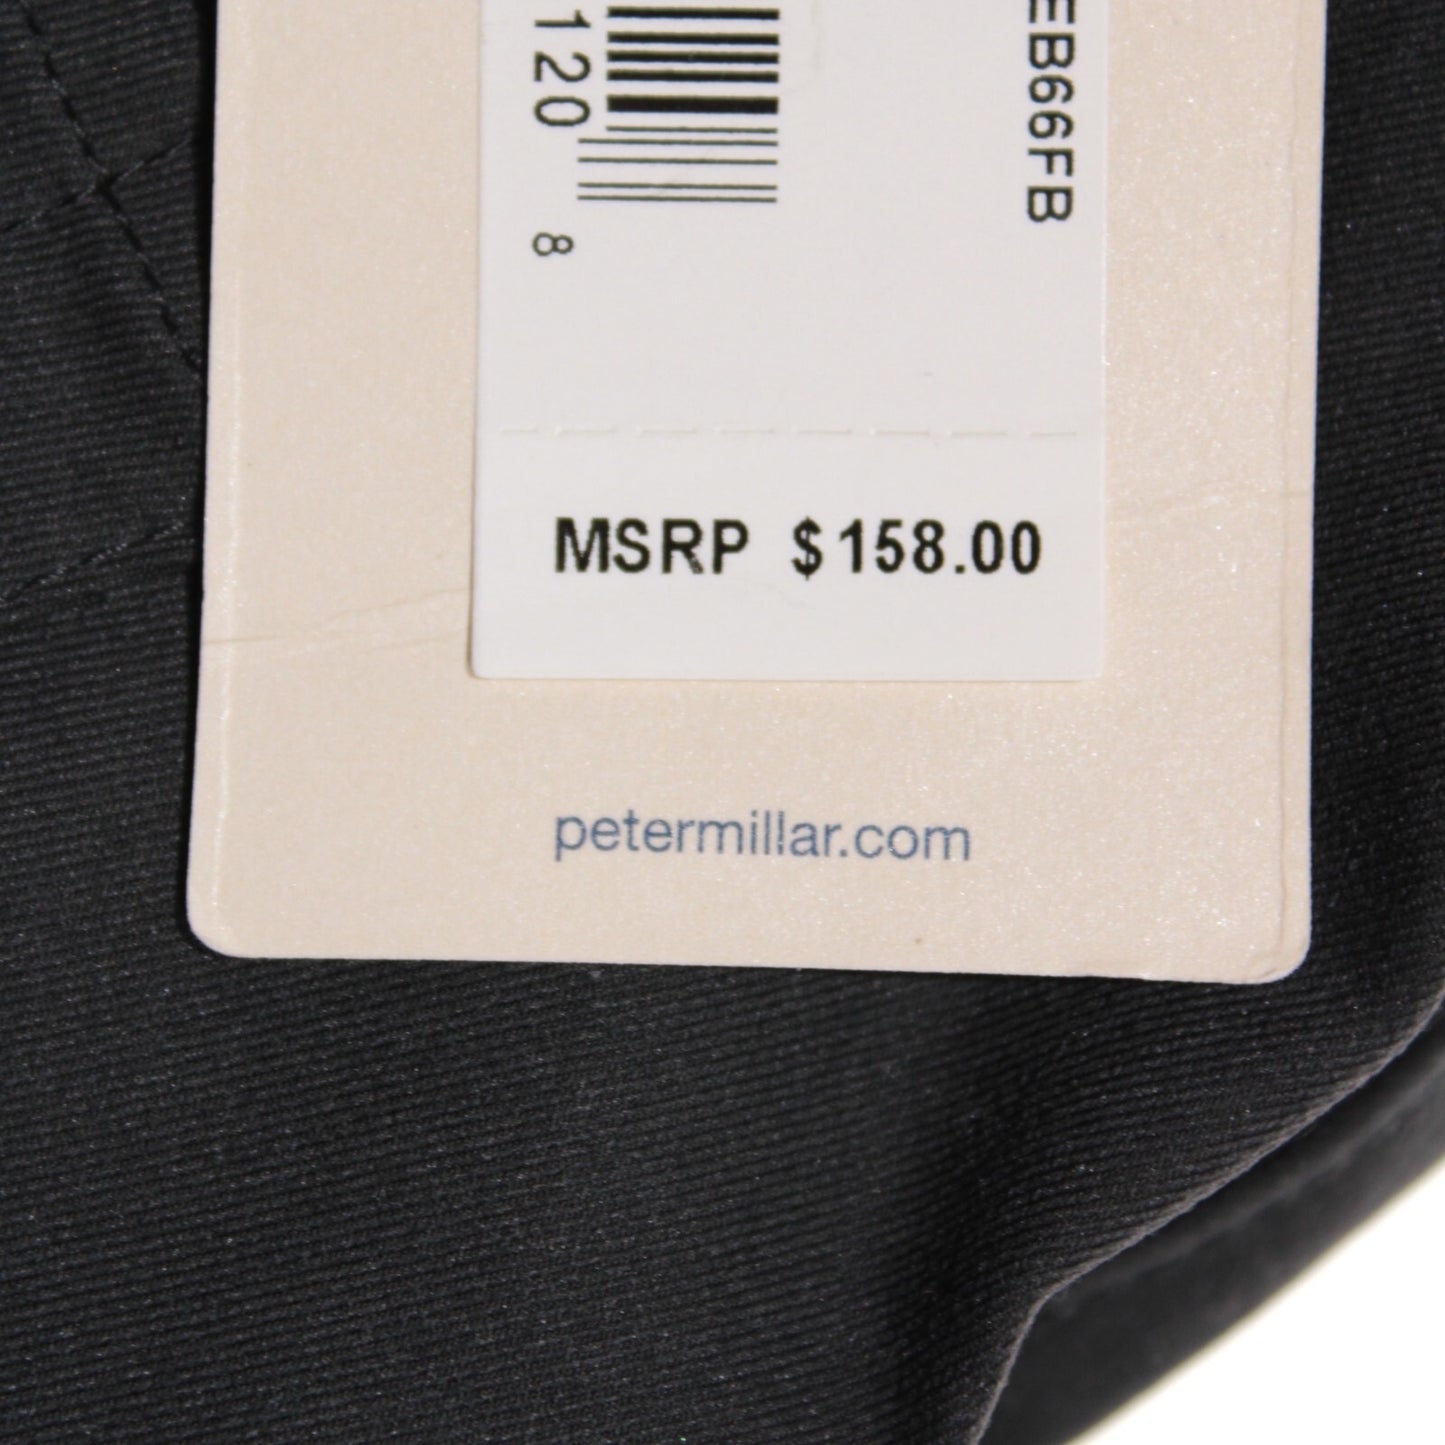 120
8
EB66FB
MSRP $158.00
petermillar.com